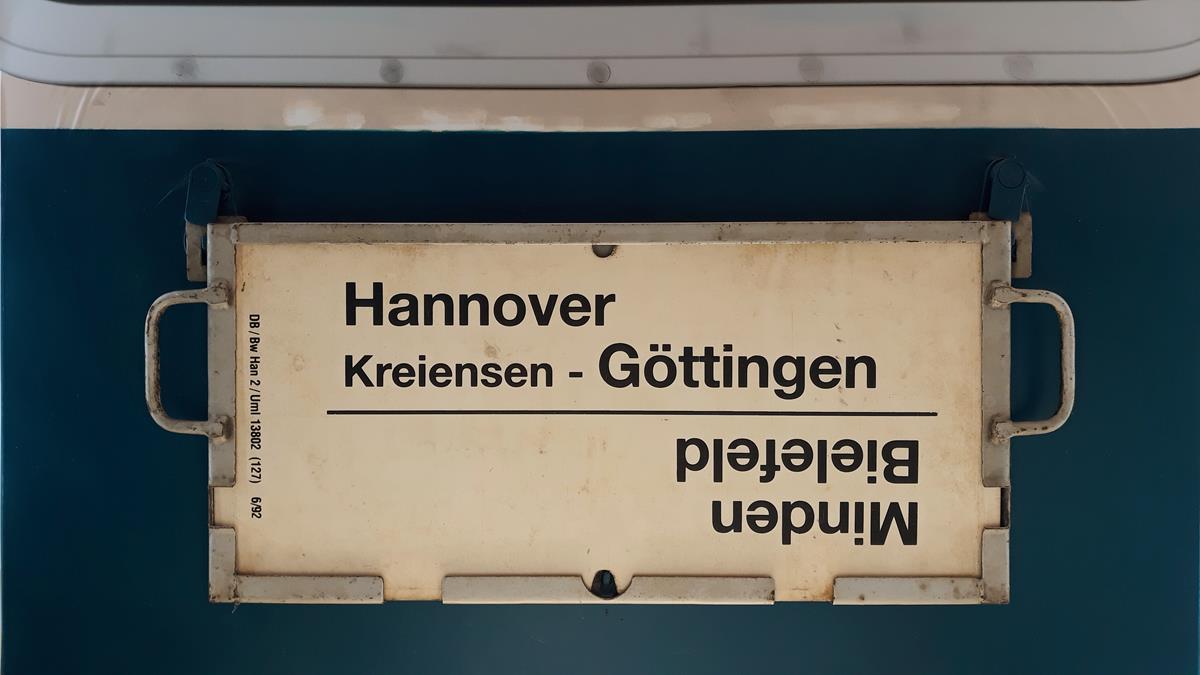 Hannover
Kreiensen - Göttingen
Minden
Bielefeld
DB / Bw Han 2 / Uml 13802 (127) 6/92